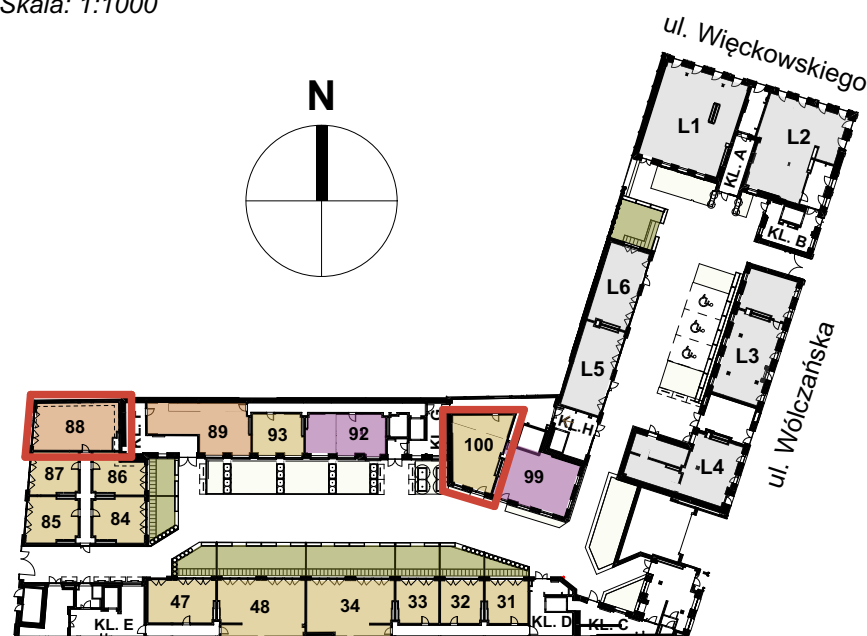 Skala: 1:1000
ul. Więckowskiego
N
L1
L2
KL. A
KL. B
L6
L3
L5
ul. Wólczańska
88
89
93
92
KL. G
KL. H
100
99
L4
87
86
85
84
47
48
34
33
32
31
KL. E
KL. D
KL. C